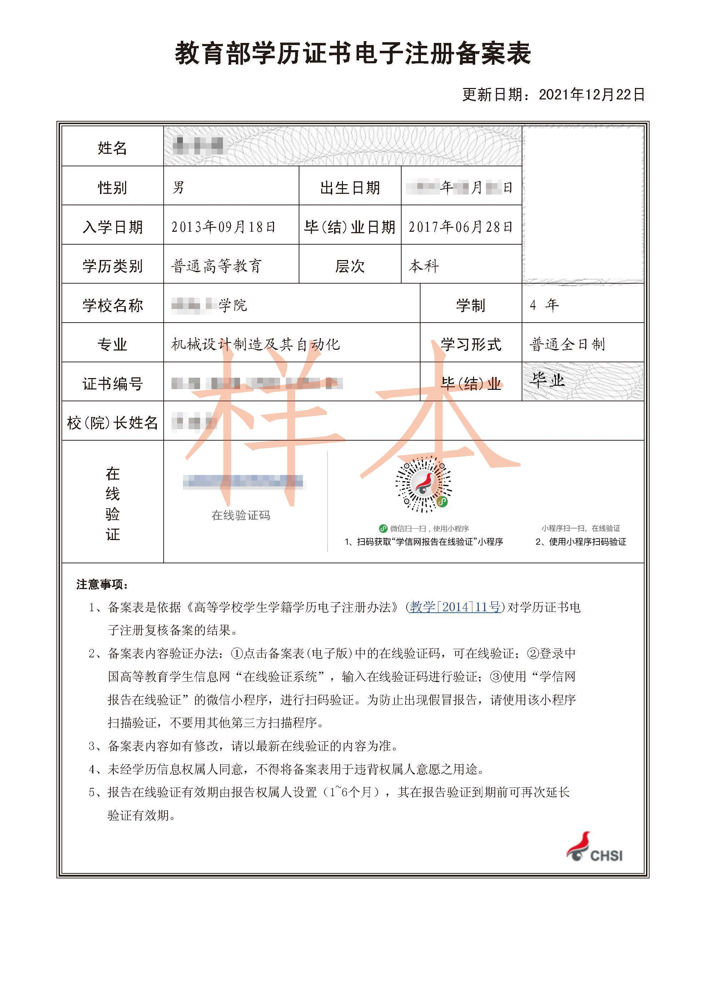 教育部学历证书电子注册备案表
更新日期：2021年12月22日
姓名
性别 男 出生日期 年 月 日
入学日期 2013年09月18日 毕(结)业日期 2017年06月28日
学历类别 普通高等教育 层次 本科
学校名称 学院 学制 4 年
专业 机械设计制造及其自动化 学习形式 普通全日制
证书编号 毕(结)业 毕业
校(院)长姓名
样本
在线验证
在线验证码
微信扫一扫，使用小程序 小程序扫一扫，在线验证
1、扫码获取“学信网报告在线验证”小程序 2、使用小程序扫码验证
注意事项：
1、备案表是依据《高等学校学生学籍学历电子注册办法》(教学[2014]11号)对学历证书电
子注册复核备案的结果。
2、备案表内容验证办法：①点击备案表(电子版)中的在线验证码，可在线验证；②登录中
国高等教育学生信息网“在线验证系统”，输入在线验证码进行验证；③使用“学信网
报告在线验证”的微信小程序，进行扫码验证。为防止出现假冒报告，请使用该小程序
扫描验证，不要用其他第三方扫描程序。
3、备案表内容如有修改，请以最新在线验证的内容为准。
4、未经学历信息权属人同意，不得将备案表用于违背权属人意愿之用途。
5、报告在线验证有效期由报告权属人设置（1~6个月），其在报告验证到期前可再次延长
验证有效期。
CHSI